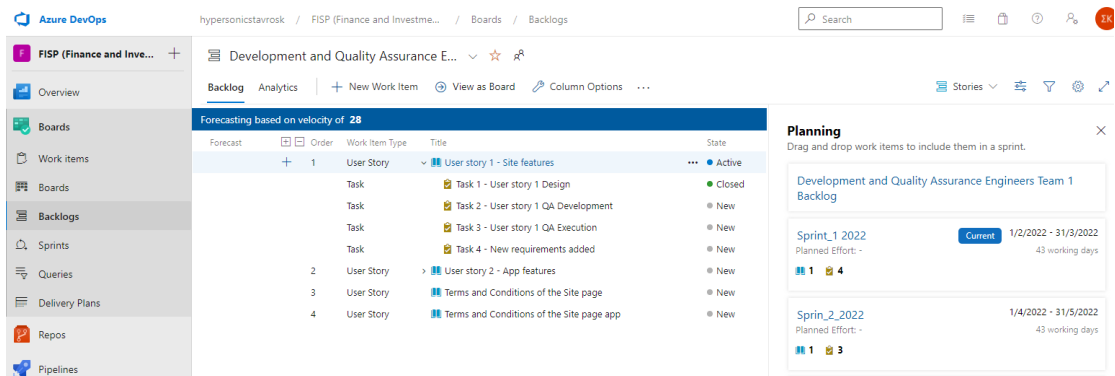 Azure DevOps
hypersonicstavrosk / FISP (Finance and Investme... / Boards / Backlogs
Search
ΣΚ
F FISP (Finance and Inve...
Overview
Boards
Work items
Boards
Backlogs
Sprints
Queries
Delivery Plans
Repos
Pipelines
Development and Quality Assurance E...
Backlog Analytics New Work Item View as Board Column Options ...
Stories
Forecasting based on velocity of 28
Forecast Order Work Item Type Title State
1 User Story User story 1 - Site features ... Active
Task Task 1 - User story 1 Design Closed
Task Task 2 - User story 1 QA Development New
Task Task 3 - User story 1 QA Execution New
Task Task 4 - New requirements added New
2 User Story User story 2 - App features New
3 User Story Terms and Conditions of the Site page New
4 User Story Terms and Conditions of the Site page app New
Planning
Drag and drop work items to include them in a sprint.
Development and Quality Assurance Engineers Team 1
Backlog
Sprint_1 2022 Current 1/2/2022 - 31/3/2022
Planned Effort: - 43 working days
1 4
Sprin_2_2022 1/4/2022 - 31/5/2022
Planned Effort: - 43 working days
1 3